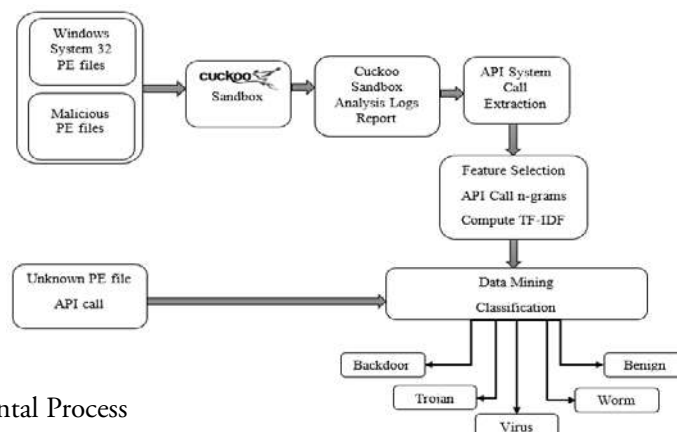 Windows
System 32
PE files
Malicious
PE files
cuckoo
Sandbox
Cuckoo
Sandbox
Analysis Logs
Report
API System
Call
Extraction
Feature Selection
API Call n-grams
Compute TF-IDF
Unknown PE file
API call
Data Mining
Classification
Backdoor
Trojan
Virus
Worm
Benign
ntal Process